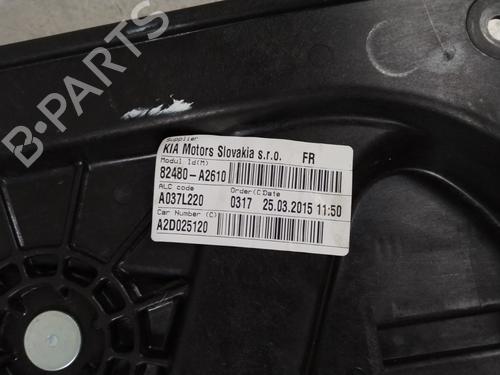 B-PARTS
Supplier
KIA Motors Slovakia s.r.o. FR
Modul Id(M)
82480-A2610
ALC code Order(C)Date
A037L220 0317 25.03.2015 11:50
Car Number (C)
A2D025120